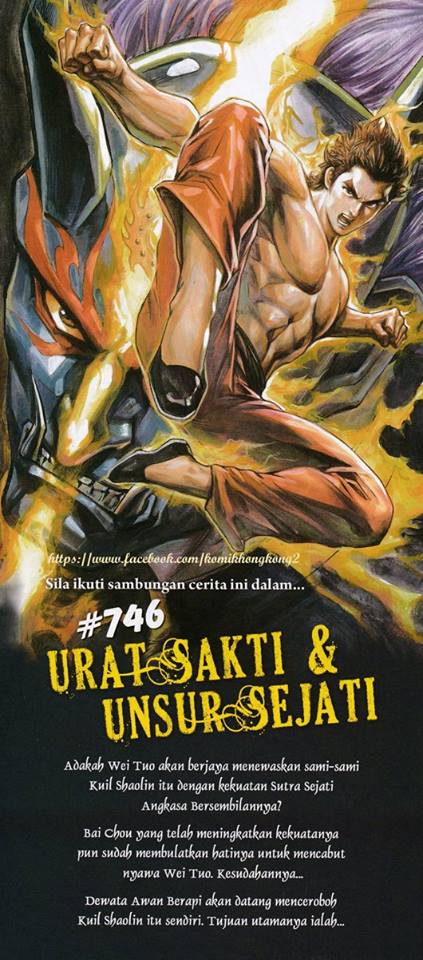 https://www.facebook.com/komikhongkong2
Sila ikuti sambungan cerita ini dalam...
#746
URAT SAKTI &
UNSUR SEJATI
Adakah Wei Tuo akan berjaya menewaskan sami-sami
Kuil Shaolin itu dengan kekuatan Sutra Sejati
Angkasa Bersembilannya?
Bai Chou yang telah meningkatkan kekuatanya
pun sudah membulatkan hatinya untuk mencabut
nyawa Wei Tuo. Kesudahannya...
Dewata Awan Berapi akan datang menceroboh
Kuil Shaolin itu sendiri. Tujuan utamanya ialah...